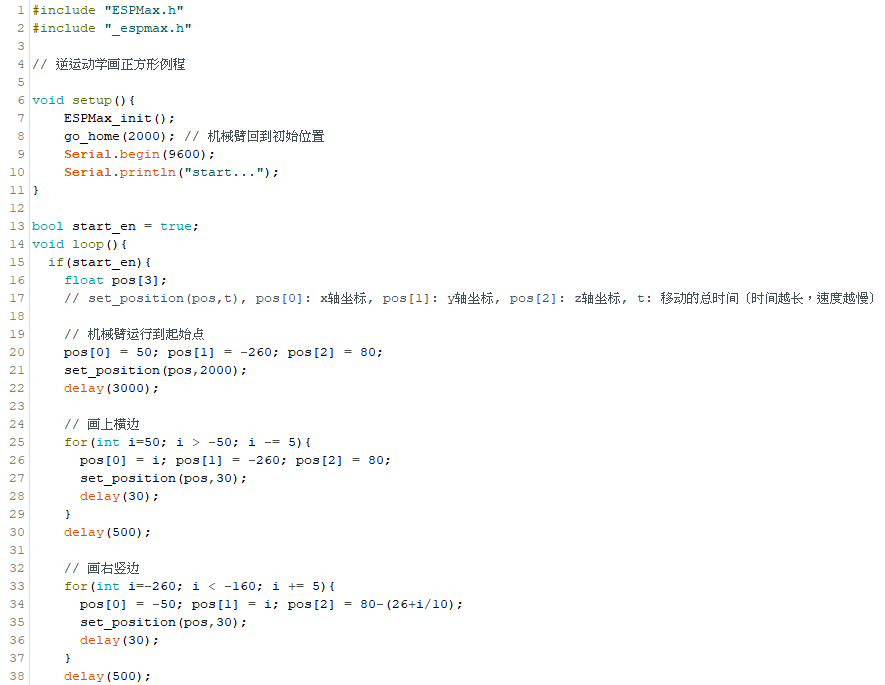 1 #include "ESPMax.h"
2 #include "_espmax.h"
3
4 // 逆运动学画正方形例程
5
6 void setup(){
7     ESPMax_init();
8     go_home(2000); // 机械臂回到初始位置
9     Serial.begin(9600);
10     Serial.println("start...");
11 }
12
13 bool start_en = true;
14 void loop(){
15   if(start_en){
16     float pos[3];
17     // set_position(pos,t), pos[0]: x轴坐标, pos[1]: y轴坐标, pos[2]: z轴坐标, t: 移动的总时间〔时间越长，速度越慢〕
18
19     // 机械臂运行到起始点
20     pos[0] = 50; pos[1] = -260; pos[2] = 80;
21     set_position(pos,2000);
22     delay(3000);
23
24     // 画上横边
25     for(int i=50; i > -50; i -= 5){
26       pos[0] = i; pos[1] = -260; pos[2] = 80;
27       set_position(pos,30);
28       delay(30);
29     }
30     delay(500);
31
32     // 画右竖边
33     for(int i=-260; i < -160; i += 5){
34       pos[0] = -50; pos[1] = i; pos[2] = 80-(26+i/10);
35       set_position(pos,30);
36       delay(30);
37     }
38     delay(500);